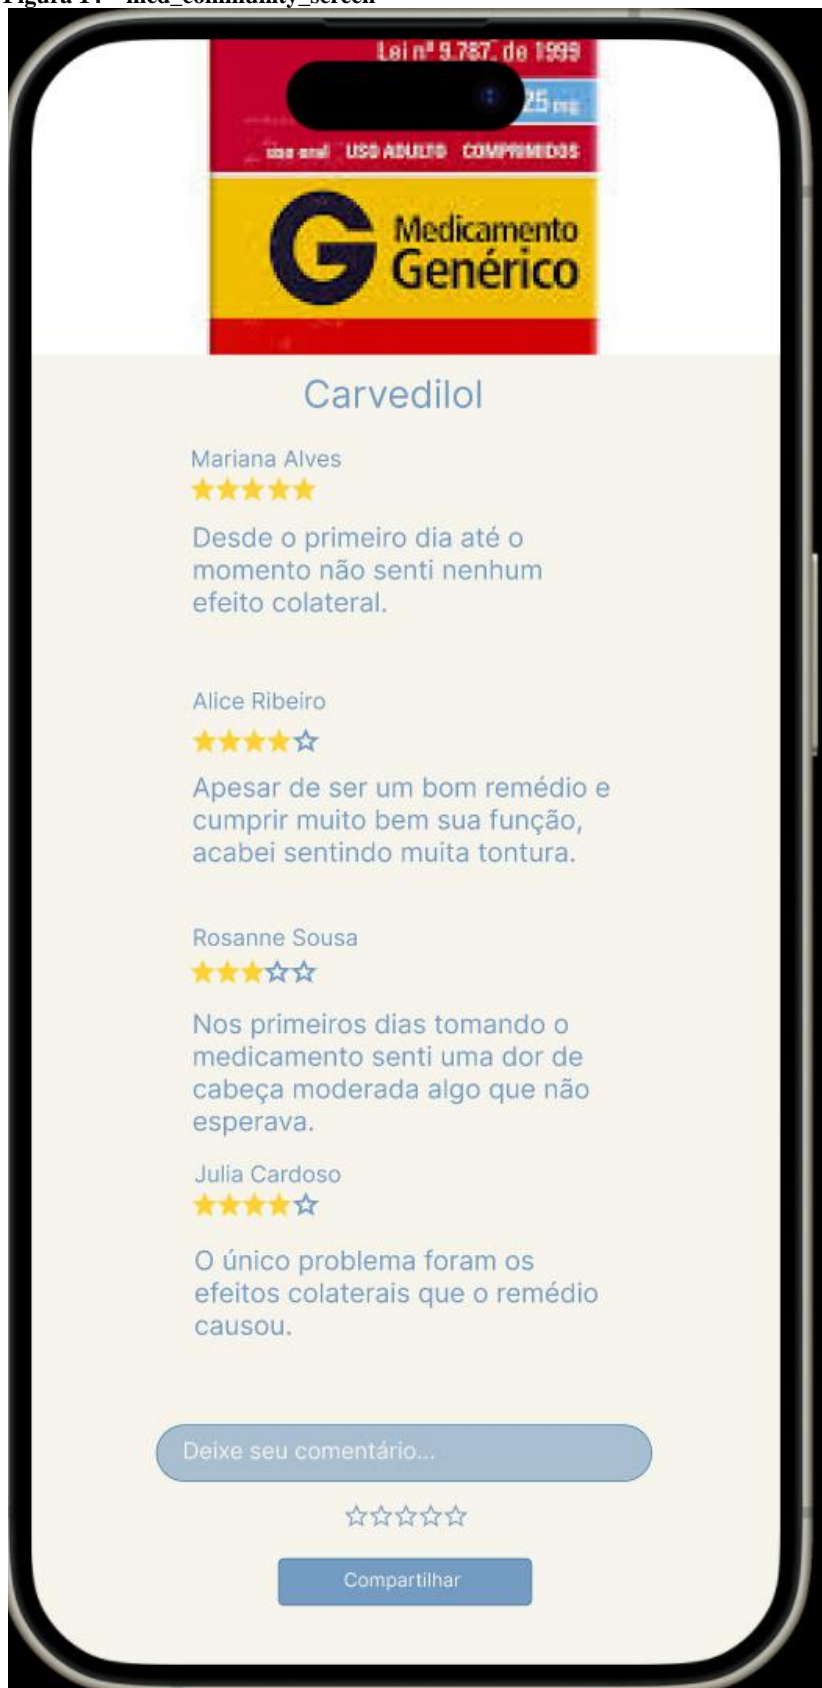 Lei nº 9.787, de 1999
25 mg
uso oral USO ADULTO COMPRIMIDOS
G Medicamento
Genérico
Carvedilol
Mariana Alves
Desde o primeiro dia até o
momento não senti nenhum
efeito colateral.
Alice Ribeiro
Apesar de ser um bom remédio e
cumprir muito bem sua função,
acabei sentindo muita tontura.
Rosanne Sousa
Nos primeiros dias tomando o
medicamento senti uma dor de
cabeça moderada algo que não
esperava.
Julia Cardoso
O único problema foram os
efeitos colaterais que o remédio
causou.
Deixe seu comentário...
Compartilhar